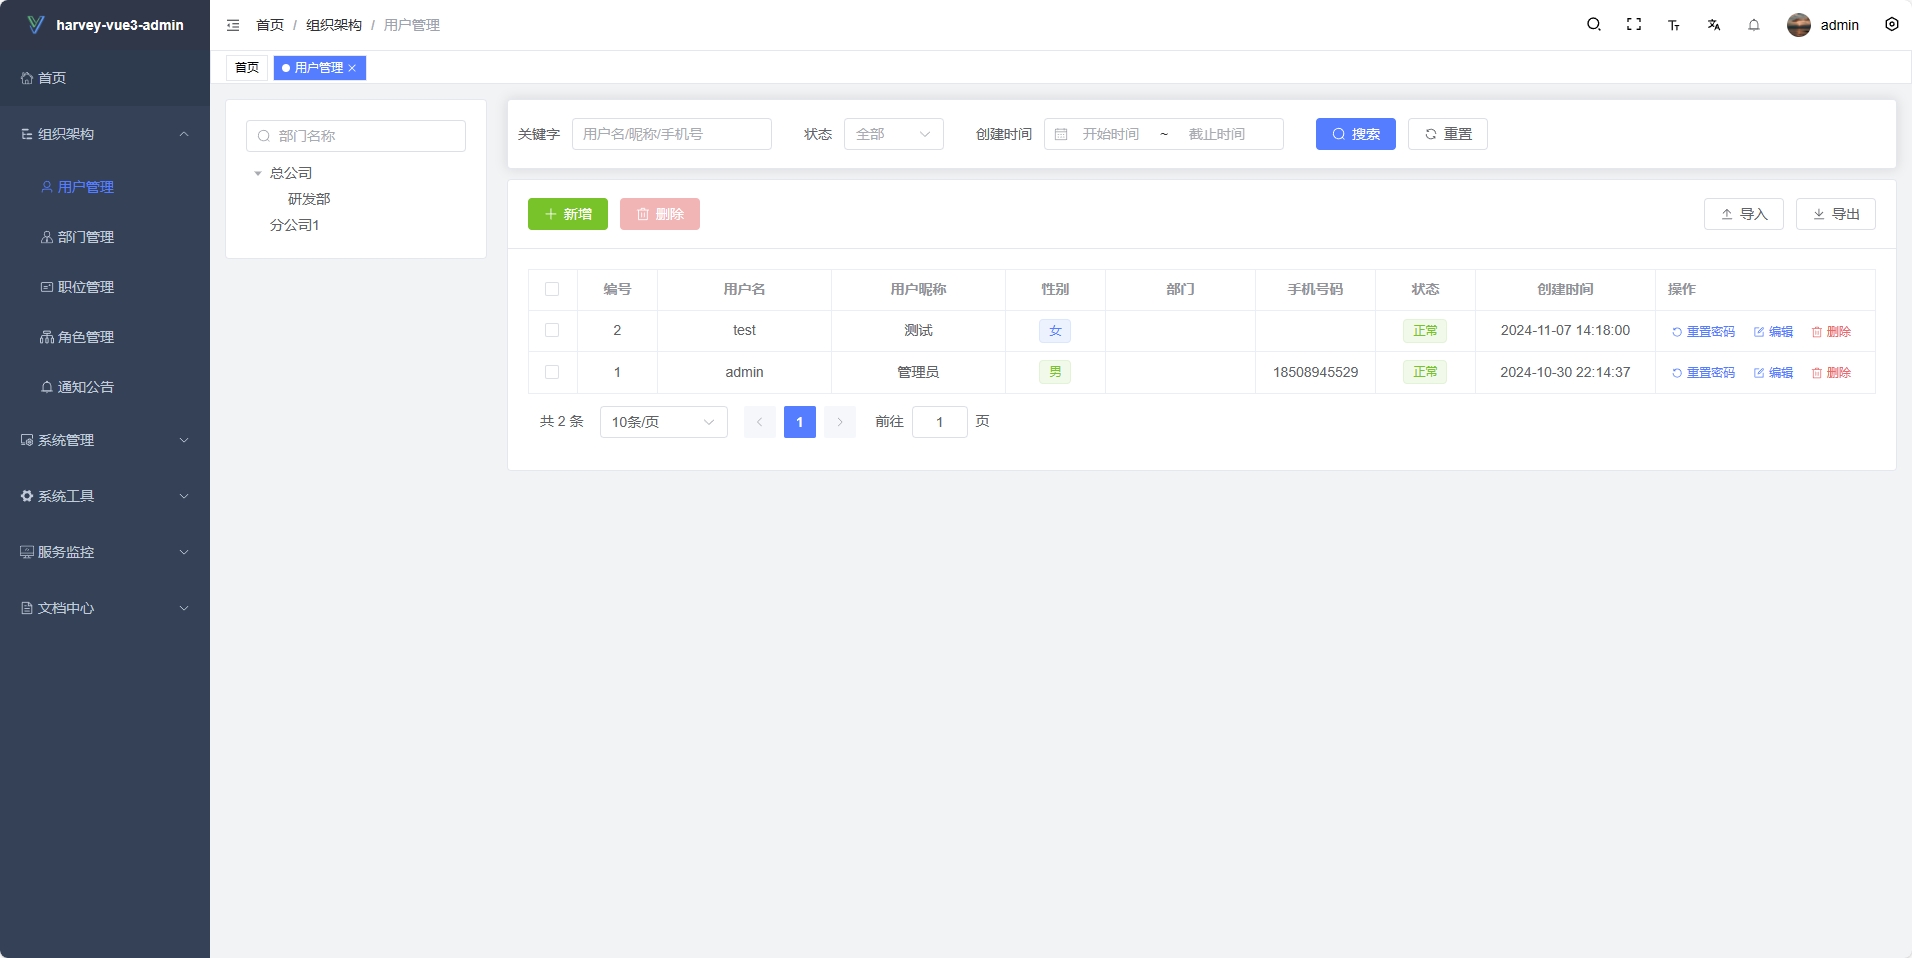 harvey-vue3-admin
首页 / 组织架构 / 用户管理
admin
首页
用户管理
首页
组织架构
用户管理
部门管理
职位管理
角色管理
通知公告
系统管理
系统工具
服务监控
文档中心
部门名称
总公司
研发部
分公司1
关键字 用户名/昵称/手机号 状态 全部 创建时间 开始时间 ~ 截止时间 搜索 重置
新增 删除 导入 导出
编号 用户名 用户昵称 性别 部门 手机号码 状态 创建时间 操作
2 test 测试 女 正常 2024-11-07 14:18:00 重置密码 编辑 删除
1 admin 管理员 男 18508945529 正常 2024-10-30 22:14:37 重置密码 编辑 删除
共 2 条 10条/页 1 前往 1 页